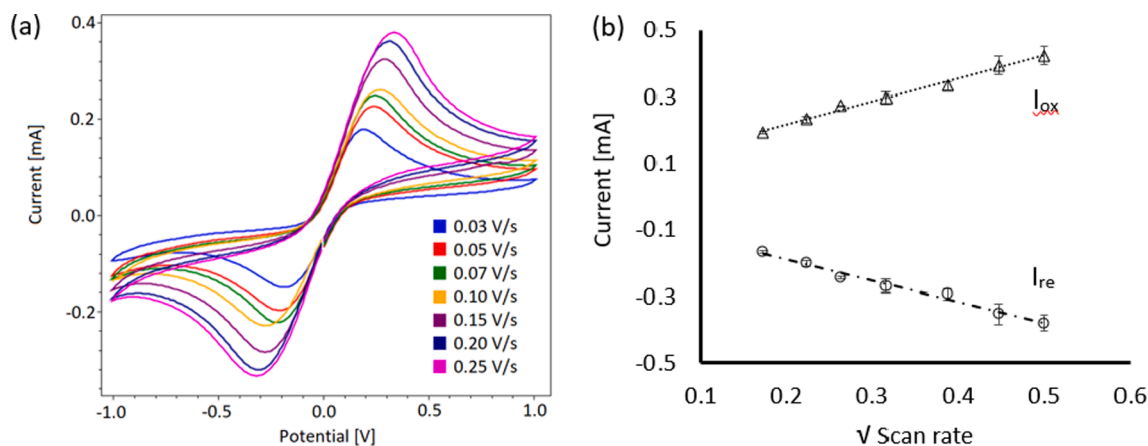 (a)
Current [mA]
0.4
0.2
0.0
-0.2
0.03 V/s
0.05 V/s
0.07 V/s
0.10 V/s
0.15 V/s
0.20 V/s
0.25 V/s
-1.0 -0.5 0.0 0.5 1.0
Potential [V]
(b)
Current [mA]
0.5
0.3
0.1
-0.1
-0.3
-0.5
Iox
Ire
0.1 0.2 0.3 0.4 0.5 0.6
√ Scan rate